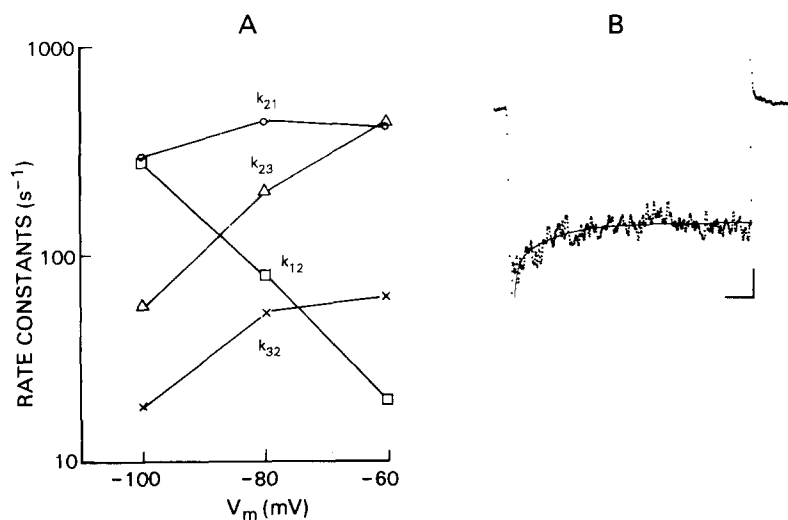 A
B
RATE CONSTANTS (s⁻¹)
1000
100
10
k₂₁
k₂₃
k₁₂
k₃₂
-100
-80
-60
Vₘ (mV)